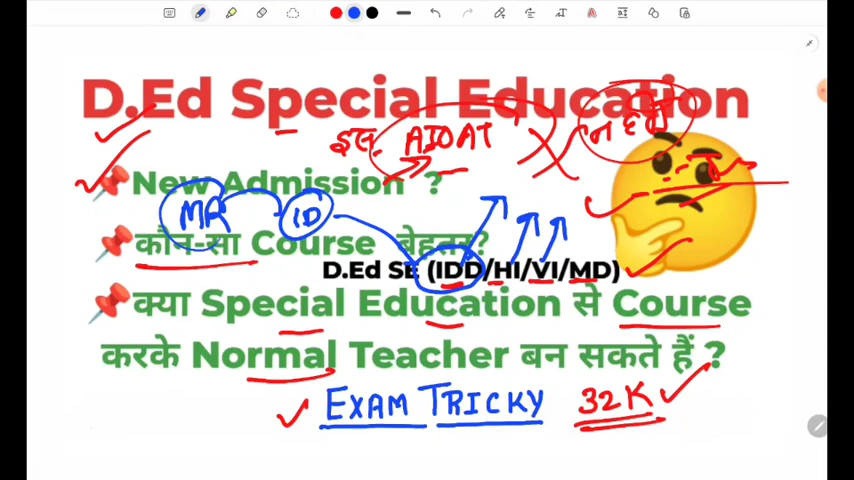 D.Ed Special Education
AIOAT
New Admission ?
MR ID
कौन-सा Course बेहतर?
D.Ed SE (IDD/HI/VI/MD)
क्या Special Education से Course
करके Normal Teacher बन सकते हैं ?
EXAM TRICKY 32K